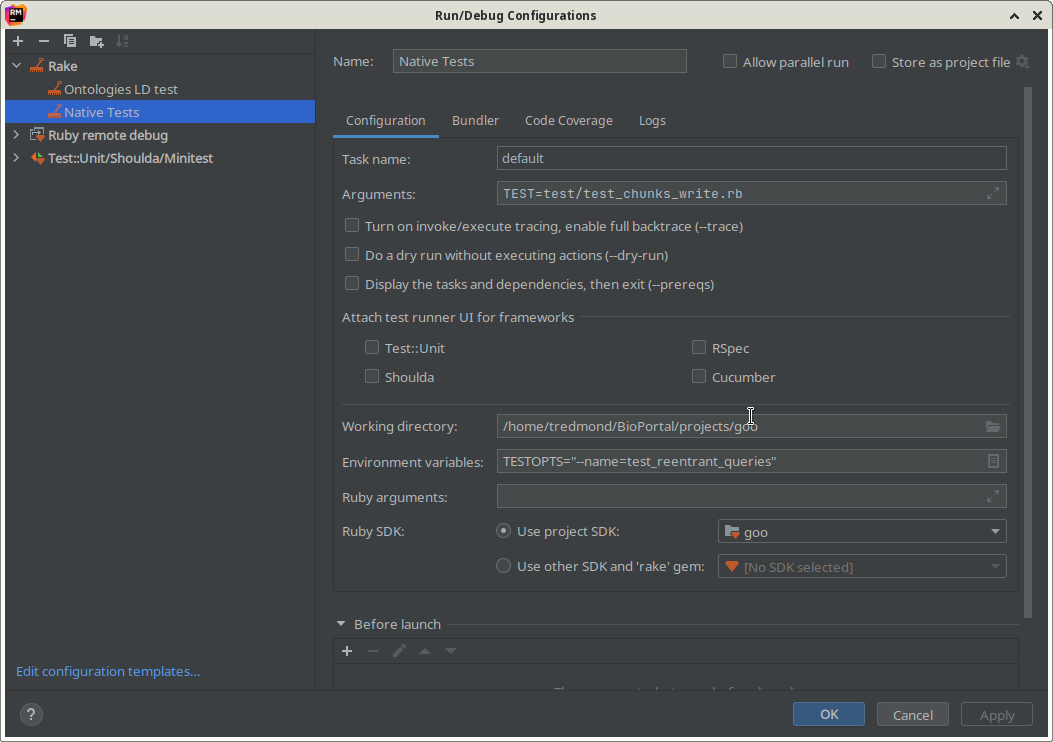 RM
Run/Debug Configurations
Rake
Ontologies LD test
Native Tests
Ruby remote debug
Test::Unit/Shoulda/Minitest
Edit configuration templates...
Name: Native Tests
Allow parallel run
Store as project file
Configuration Bundler Code Coverage Logs
Task name: default
Arguments: TEST=test/test_chunks_write.rb
Turn on invoke/execute tracing, enable full backtrace (--trace)
Do a dry run without executing actions (--dry-run)
Display the tasks and dependencies, then exit (--prereqs)
Attach test runner UI for frameworks
Test::Unit RSpec
Shoulda Cucumber
Working directory: /home/tredmond/BioPortal/projects/goo
Environment variables: TESTOPTS="--name=test_reentrant_queries"
Ruby arguments:
Ruby SDK: Use project SDK: goo
Use other SDK and 'rake' gem: [No SDK selected]
Before launch
? OK Cancel Apply